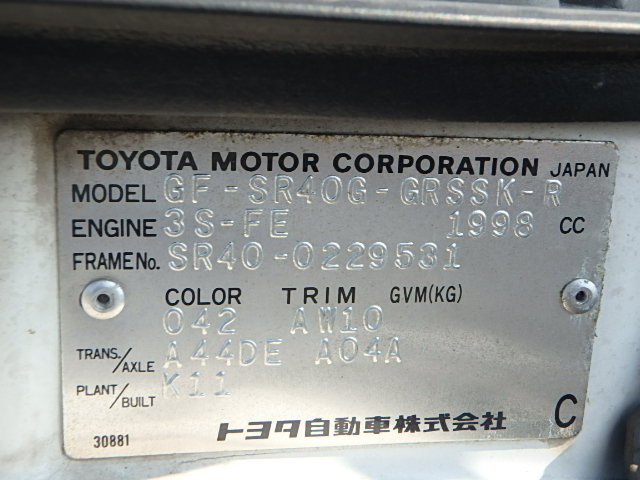 TOYOTA MOTOR CORPORATION JAPAN
MODEL GF-SR40G-GRSSK-R
ENGINE 3S-FE 1998 CC
FRAME No. SR40-0229531
COLOR TRIM GVM(KG)
042 AW10
TRANS./AXLE A44DE A04A
PLANT/BUILT K11
30881 トヨタ自動車株式会社 C